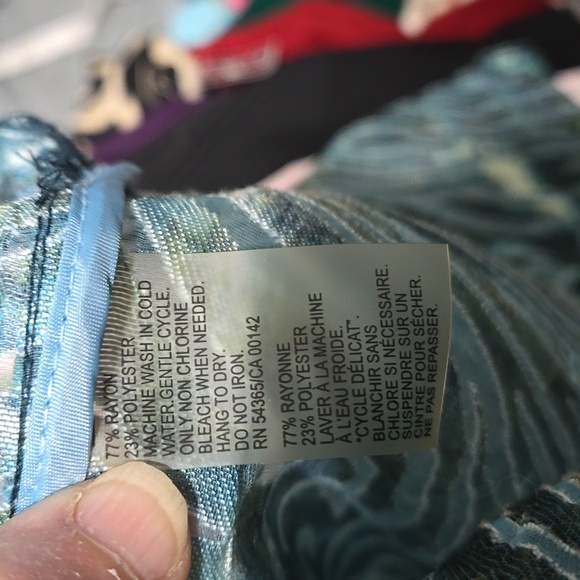 77% RAYON
23% POLYESTER
MACHINE WASH IN COLD
WATER.GENTLE CYCLE.
ONLY NON CHLORINE
BLEACH WHEN NEEDED.
HANG TO DRY.
DO NOT IRON.
RN 54365/CA 00142
77% RAYONNE
23% POLYESTER
LAVER À LA MACHINE
À L'EAU FROIDE.
"CYCLE DÉLICAT".
BLANCHIR SANS
CHLORE SI NÉCESSAIRE.
SUSPENDRE SUR UN
CINTRE POUR SÉCHER.
NE PAS REPASSER.